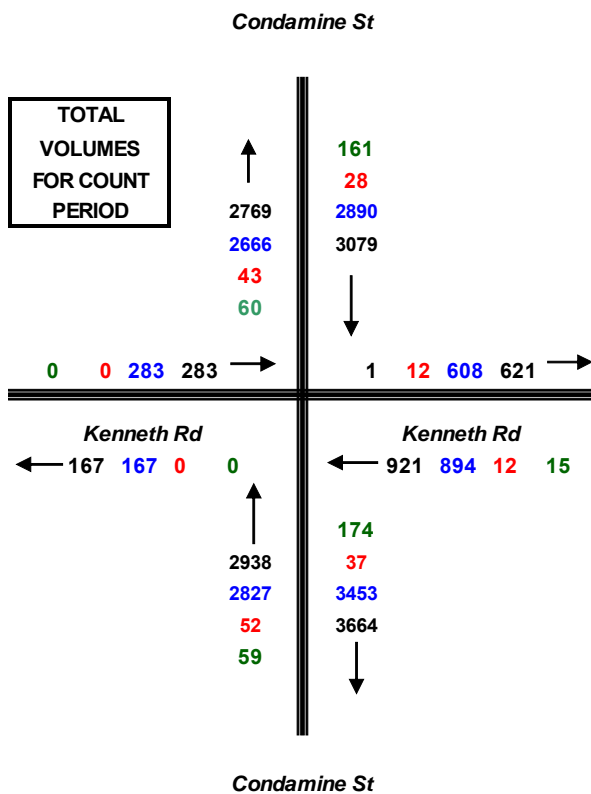 Condamine St
TOTAL
VOLUMES
FOR COUNT
PERIOD
161
28
2890
3079
2769
2666
43
60
0 0 283 283
1 12 608 621
Kenneth Rd
Kenneth Rd
167 167 0 0
921 894 12 15
2938
2827
52
59
174
37
3453
3664
Condamine St